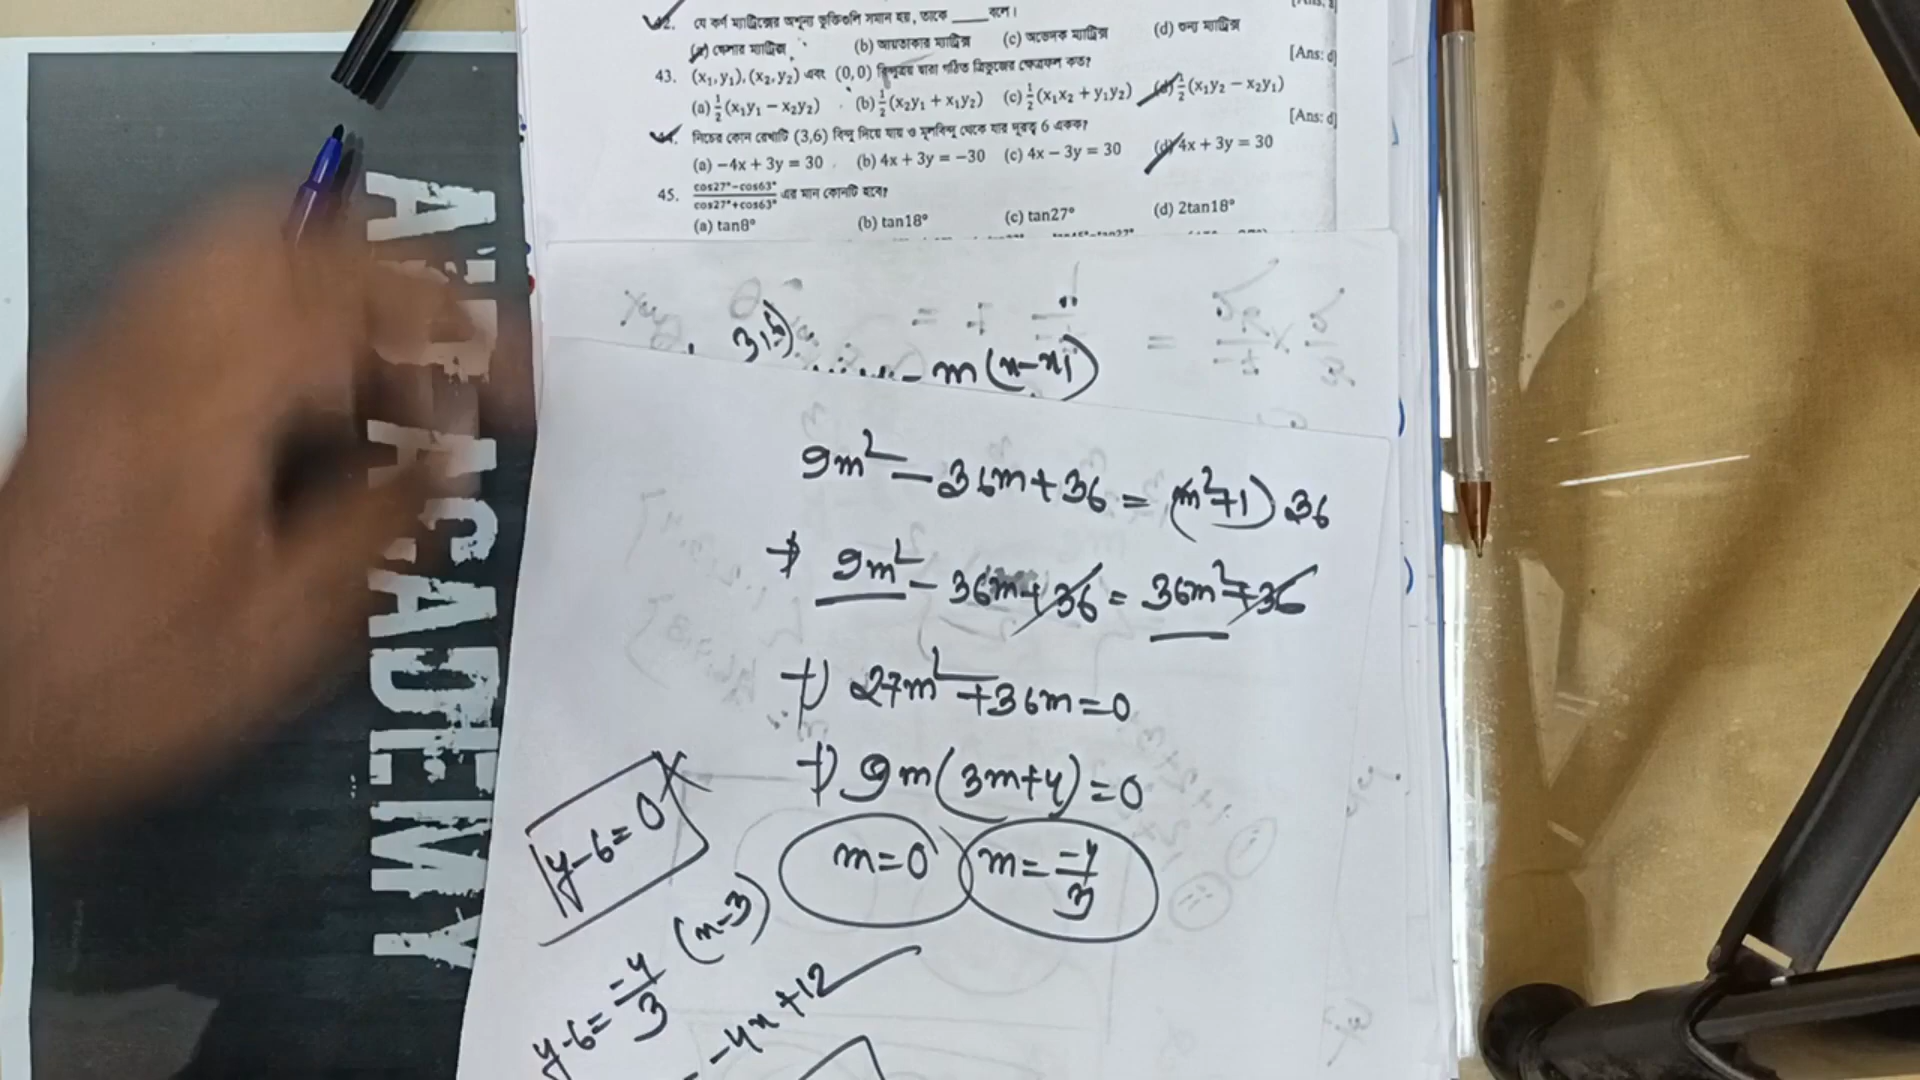 42. যে কর্ণ ম্যাট্রিক্সের অশূন্য ভুক্তিগুলি সমান হয়, তাকে ____ বলে।
(a) স্কেলার ম্যাট্রিক্স (b) আয়তাকার ম্যাট্রিক্স (c) অভেদক ম্যাট্রিক্স (d) শূন্য ম্যাট্রিক্স
[Ans: d]
43. (x₁, y₁), (x₂, y₂) এবং (0, 0) বিন্দুত্রয় দ্বারা গঠিত ত্রিভুজের ক্ষেত্রফল কত?
(a) 1/2 (x₁y₁ − x₂y₂) (b) 1/2 (x₂y₁ + x₁y₂) (c) 1/2 (x₁x₂ + y₁y₂) (d) 1/2 (x₁y₂ − x₂y₁)
[Ans: d]
নিচের কোন রেখাটি (3,6) বিন্দু দিয়ে যায় ও মূলবিন্দু থেকে যার দূরত্ব 6 একক?
(a) −4x + 3y = 30 (b) 4x + 3y = −30 (c) 4x − 3y = 30 (d) 4x + 3y = 30
45. cos27°−cos63° / cos27°+cos63° এর মান কোনটি হবে?
(a) tan8° (b) tan18° (c) tan27° (d) 2tan18°
m(x-x1)
9m² - 36m + 36 = (m²+1) 36
⇒ 9m² - 36m + 36 = 36m² + 36
⇒ 27m² + 36m = 0
⇒ 9m(3m+4) = 0
m=0 m = -4/3
y-6=0
y-6 = -4/3 (x-3)
-4x+12
ACADEMY